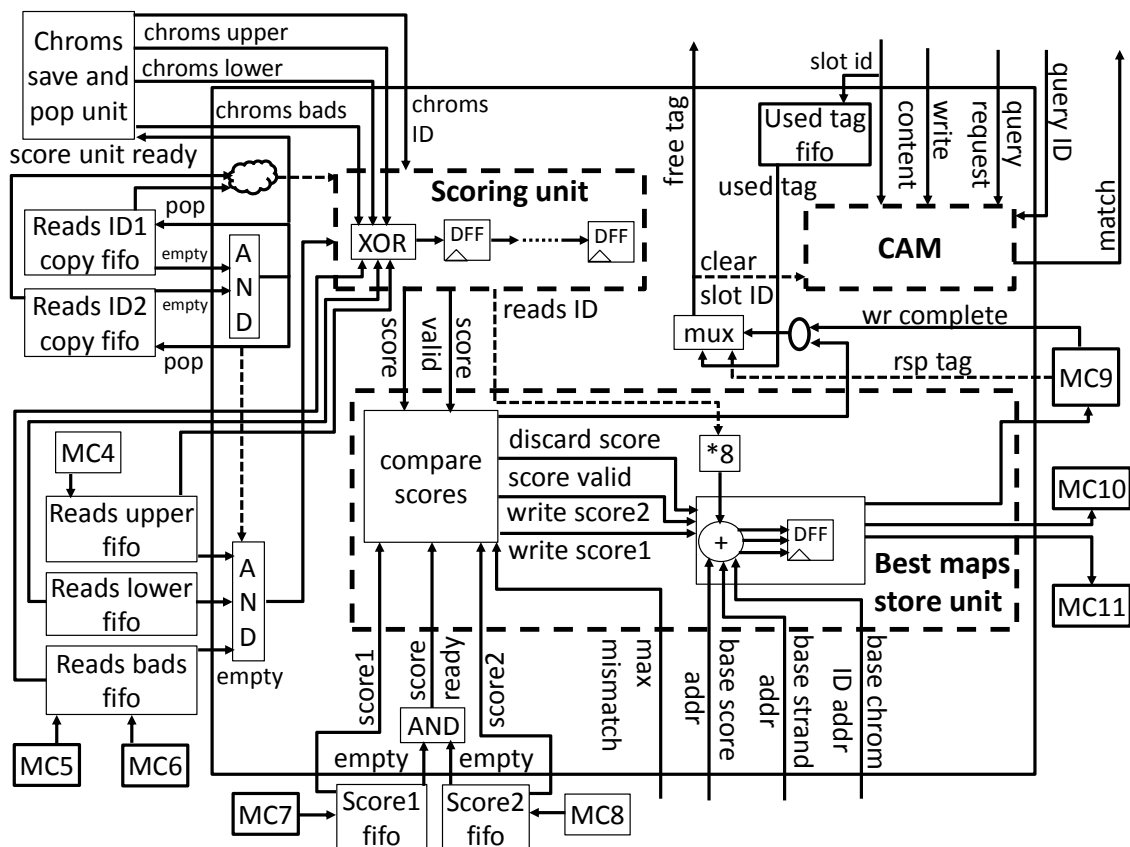 Chroms
save and
pop unit
chroms upper
chroms lower
chroms bads
chroms
ID
score unit ready
pop
Reads ID1
copy fifo
empty
Reads ID2
copy fifo
empty
pop
A
N
D
Scoring unit
XOR
DFF
DFF
reads ID
score
valid
score
free tag
slot id
Used tag
fifo
used tag
content
write
request
query
query ID
match
CAM
clear
slot ID
mux
wr complete
rsp tag
MC9
MC4
Reads upper
fifo
Reads lower
fifo
Reads bads
fifo
A
N
D
empty
MC5
MC6
compare
scores
discard score
score valid
write score2
write score1
*8
+
DFF
Best maps
store unit
MC10
MC11
score1
score
ready
score2
AND
empty
empty
max
mismatch
base score
addr
base strand
addr
base chrom
ID addr
MC7
Score1
fifo
Score2
fifo
MC8